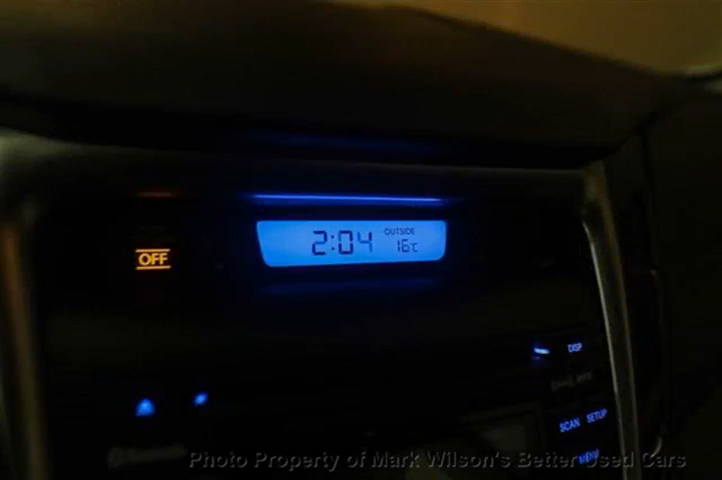 OUTSIDE
2:04 16°C
OFF
DISP
SCAN SETUP
MENU
Photo Property of Mark Wilson's Better Used Cars